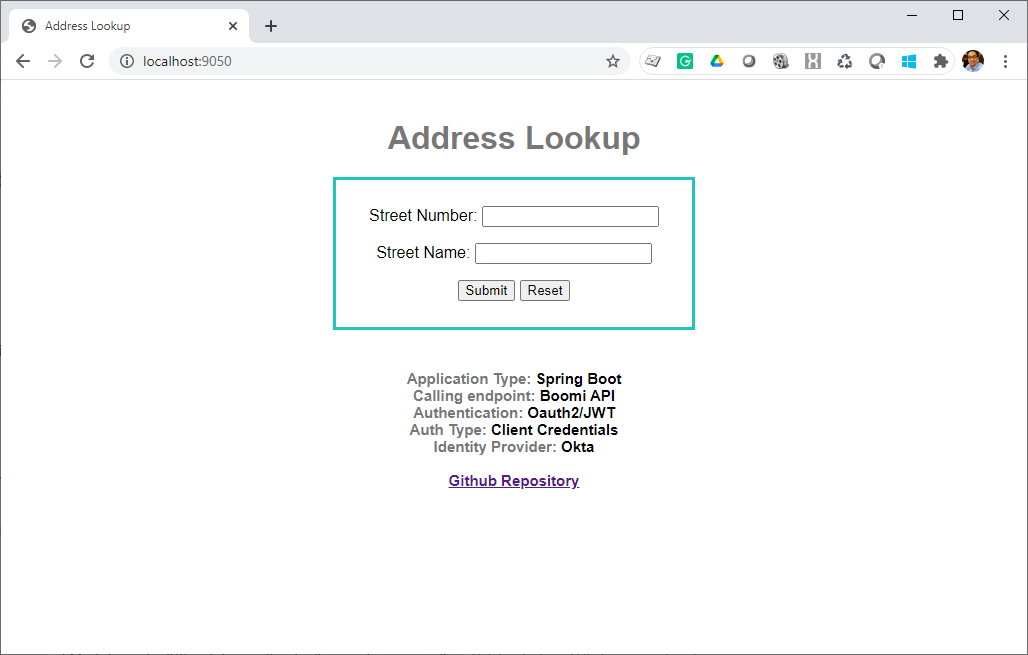 Address Lookup
localhost:9050
Address Lookup
Street Number:
Street Name:
Submit Reset
Application Type: Spring Boot
Calling endpoint: Boomi API
Authentication: Oauth2/JWT
Auth Type: Client Credentials
Identity Provider: Okta
Github Repository